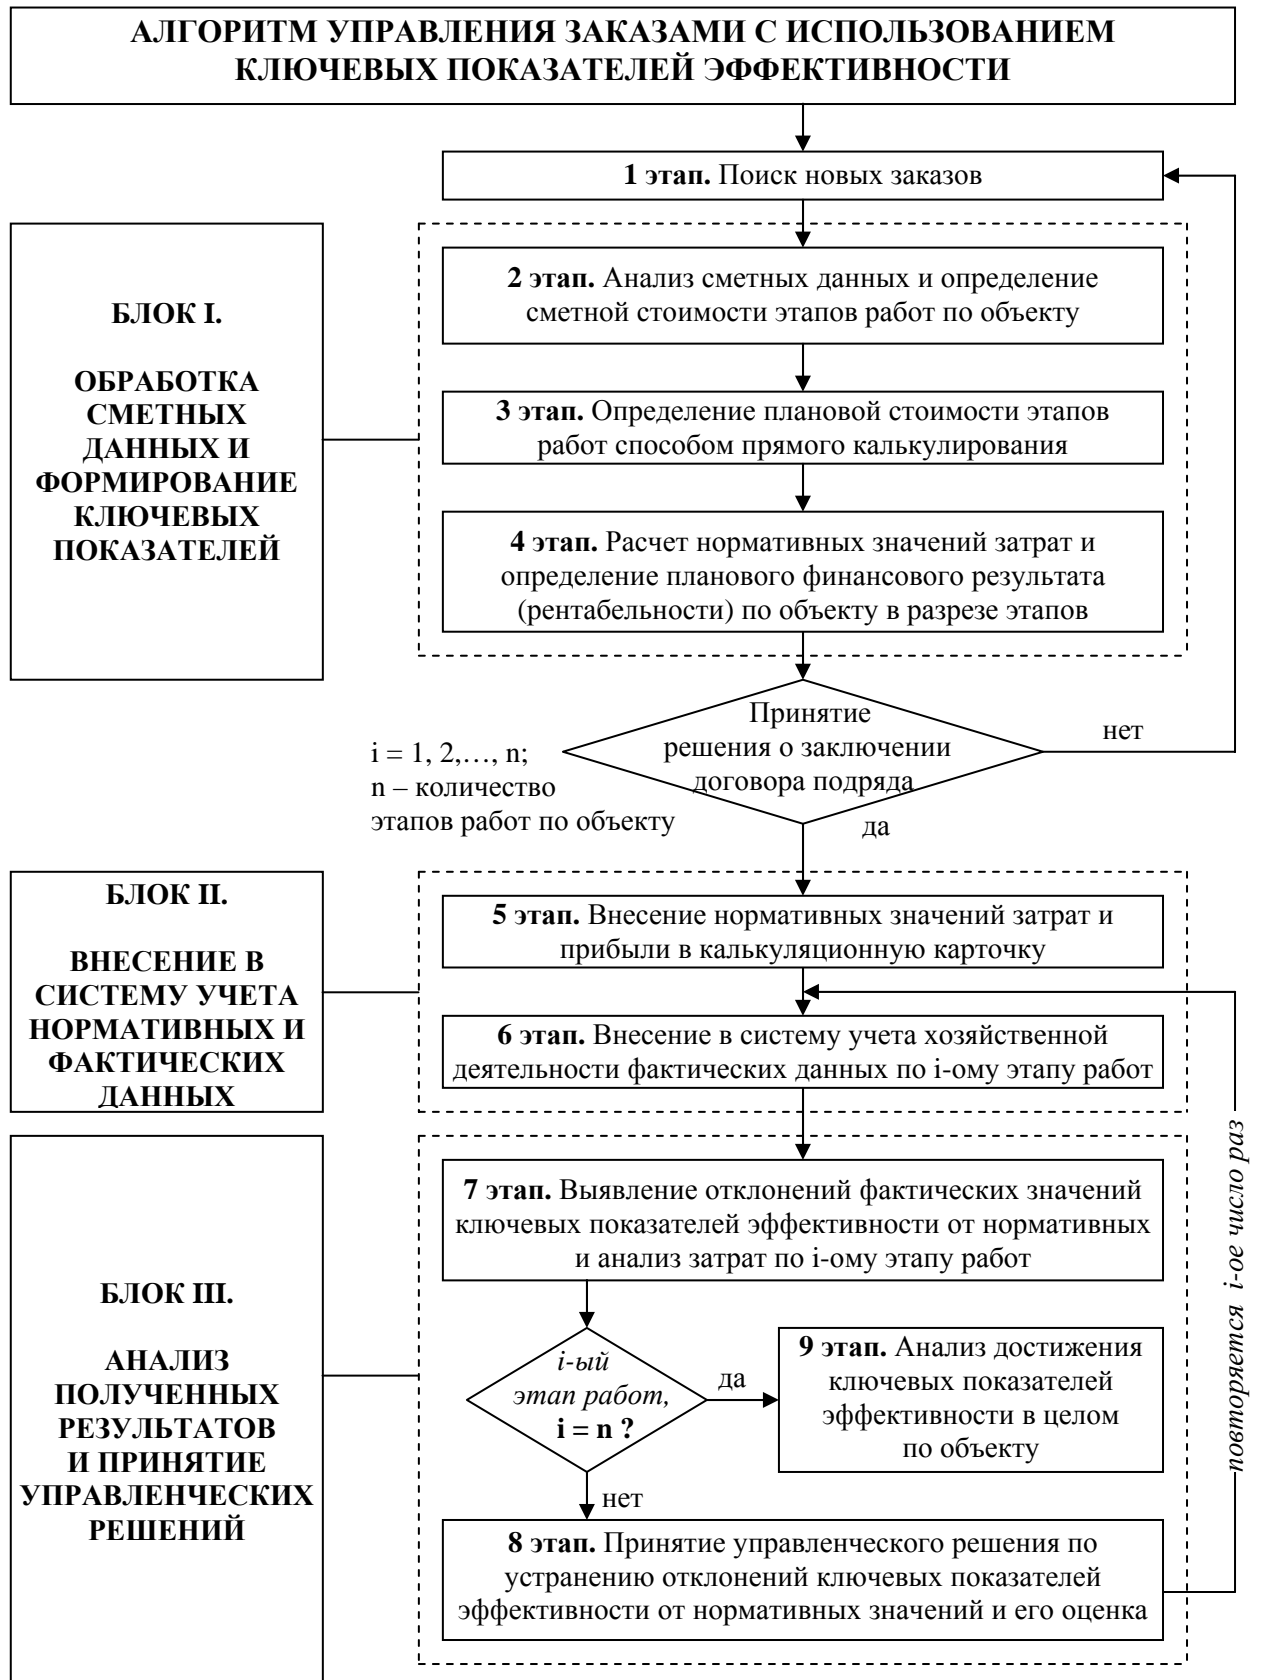 АЛГОРИТМ УПРАВЛЕНИЯ ЗАКАЗАМИ С ИСПОЛЬЗОВАНИЕМ
КЛЮЧЕВЫХ ПОКАЗАТЕЛЕЙ ЭФФЕКТИВНОСТИ
1 этап. Поиск новых заказов
БЛОК I.
ОБРАБОТКА
СМЕТНЫХ
ДАННЫХ И
ФОРМИРОВАНИЕ
КЛЮЧЕВЫХ
ПОКАЗАТЕЛЕЙ
2 этап. Анализ сметных данных и определение
сметной стоимости этапов работ по объекту
3 этап. Определение плановой стоимости этапов
работ способом прямого калькулирования
4 этап. Расчет нормативных значений затрат и
определение планового финансового результата
(рентабельности) по объекту в разрезе этапов
Принятие
решения о заключении
договора подряда
нет
да
i = 1, 2,…, n;
n – количество
этапов работ по объекту
БЛОК II.
ВНЕСЕНИЕ В
СИСТЕМУ УЧЕТА
НОРМАТИВНЫХ И
ФАКТИЧЕСКИХ
ДАННЫХ
5 этап. Внесение нормативных значений затрат и
прибыли в калькуляционную карточку
6 этап. Внесение в систему учета хозяйственной
деятельности фактических данных по i-ому этапу работ
БЛОК III.
АНАЛИЗ
ПОЛУЧЕННЫХ
РЕЗУЛЬТАТОВ
И ПРИНЯТИЕ
УПРАВЛЕНЧЕСКИХ
РЕШЕНИЙ
7 этап. Выявление отклонений фактических значений
ключевых показателей эффективности от нормативных
и анализ затрат по i-ому этапу работ
i-ый
этап работ,
i = n ?
да
9 этап. Анализ достижения
ключевых показателей
эффективности в целом
по объекту
нет
8 этап. Принятие управленческого решения по
устранению отклонений ключевых показателей
эффективности от нормативных значений и его оценка
повторяется i-ое число раз